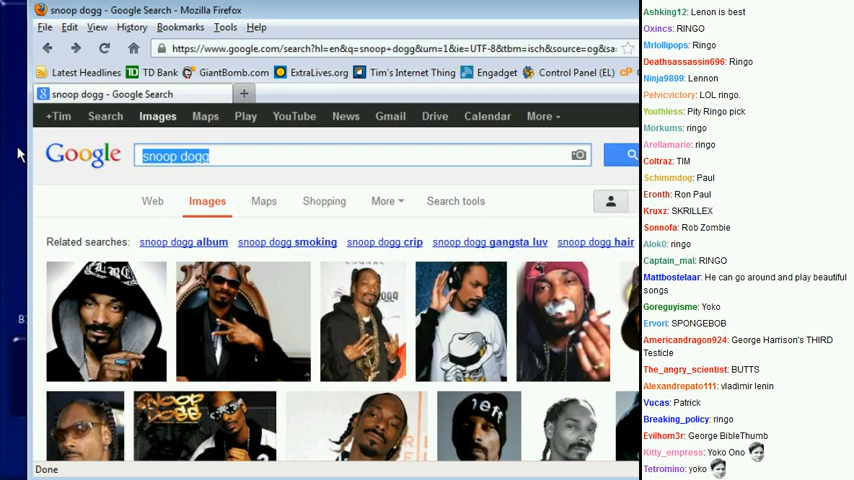 snoop dogg - Google Search - Mozilla Firefox
File Edit View History Bookmarks Tools Help
https://www.google.com/search?hl=en&q=snoop+dogg&um=1&ie=UTF-8&tbm=isch&source=og&sa
Latest Headlines TD Bank GiantBomb.com ExtraLives.org Tim's Internet Thing Engadget Control Panel (EL) cP
snoop dogg - Google Search
+Tim Search Images Maps Play YouTube News Gmail Drive Calendar More
Google snoop dogg
Web Images Maps Shopping More Search tools
Related searches: snoop dogg album snoop dogg smoking snoop dogg crip snoop dogg gangsta luv snoop dogg hair
SNOOP
DOGG
neff
Done
Ashking12: Lenon is best
Oxincs: RINGO
Mrlollipops: Ringo
Deathsassassin696: Ringo
Ninja9899: Lennon
Pelvicvictory: LOL ringo.
Youthless: Pity Ringo pick
Morkums: ringo
Arellamarie: ringo
Coltraz: TIM
Schimmdog: Paul
Eronth: Ron Paul
Kruxz: SKRILLEX
Sonnofa: Rob Zombie
Alok0: ringo
Captain_mal: RINGO
Mattbostelaar: He can go around and play beautiful
songs
Goreguyisme: Yoko
Ervori: SPONGEBOB
Americandragon924: George Harrison's THIRD
Testicle
The_angry_scientist: BUTTS
Alexandrepato111: vladimir lenin
Vucas: Patrick
Breaking_policy: ringo
Evilhom3r: George BibleThumb
Kitty_empress: Yoko Ono
Tetromino: yoko